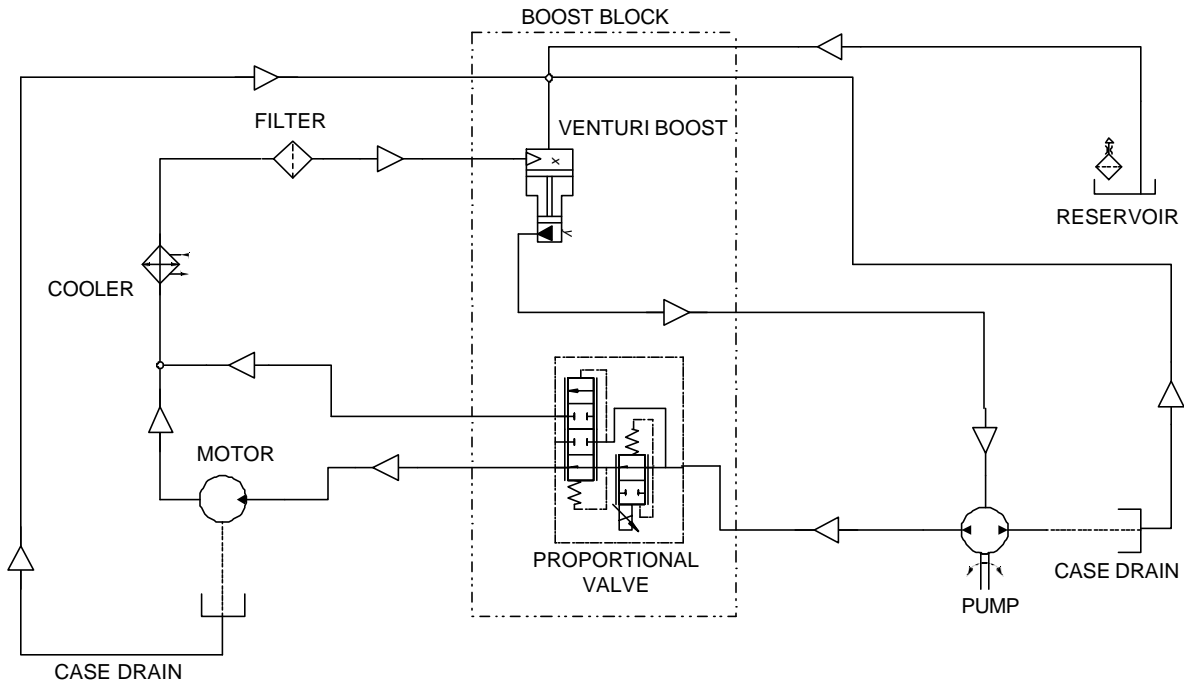 BOOST BLOCK
FILTER
VENTURI BOOST
x
y
RESERVOIR
COOLER
MOTOR
PROPORTIONAL
VALVE
CASE DRAIN
PUMP
CASE DRAIN